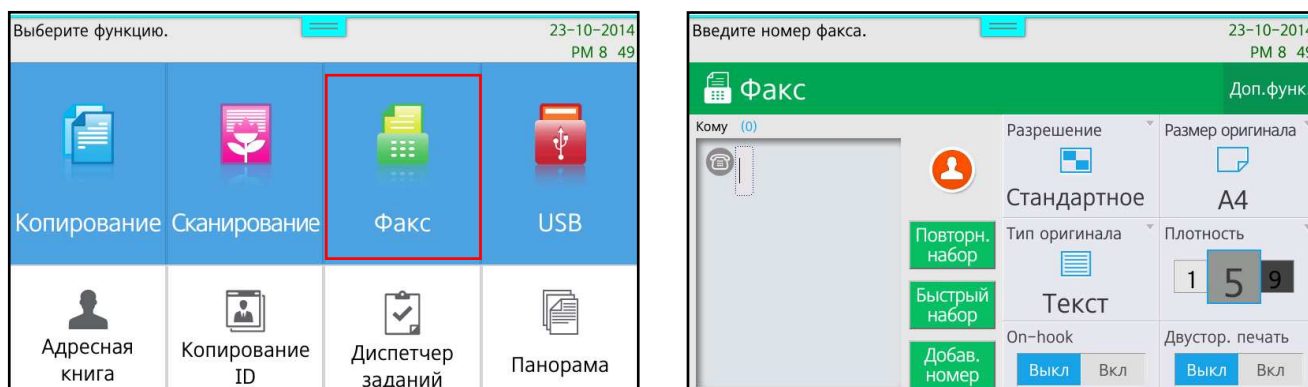 Выберите функцию.
23-10-2014
PM 8 49
Копирование
Сканирование
Факс
USB
Адресная
книга
Копирование
ID
Диспетчер
заданий
Панорама
Введите номер факса.
23-10-2014
PM 8 49
Факс
Доп.функ.
Кому (0)
Повторн.
набор
Быстрый
набор
Добав.
номер
Разрешение
Стандартное
Размер оригинала
A4
Тип оригинала
Текст
Плотность
1 5 9
On-hook
Выкл Вкл
Двустор. печать
Выкл Вкл